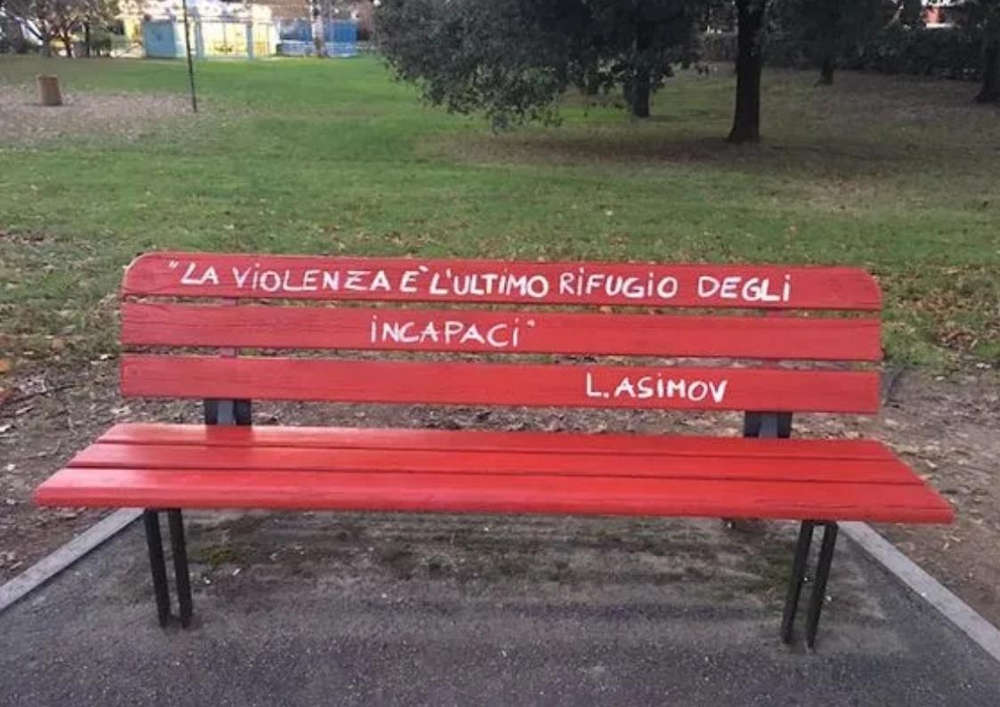 "LA VIOLENZA È L'ULTIMO RIFUGIO DEGLI
INCAPACI"
L. ASIMOV